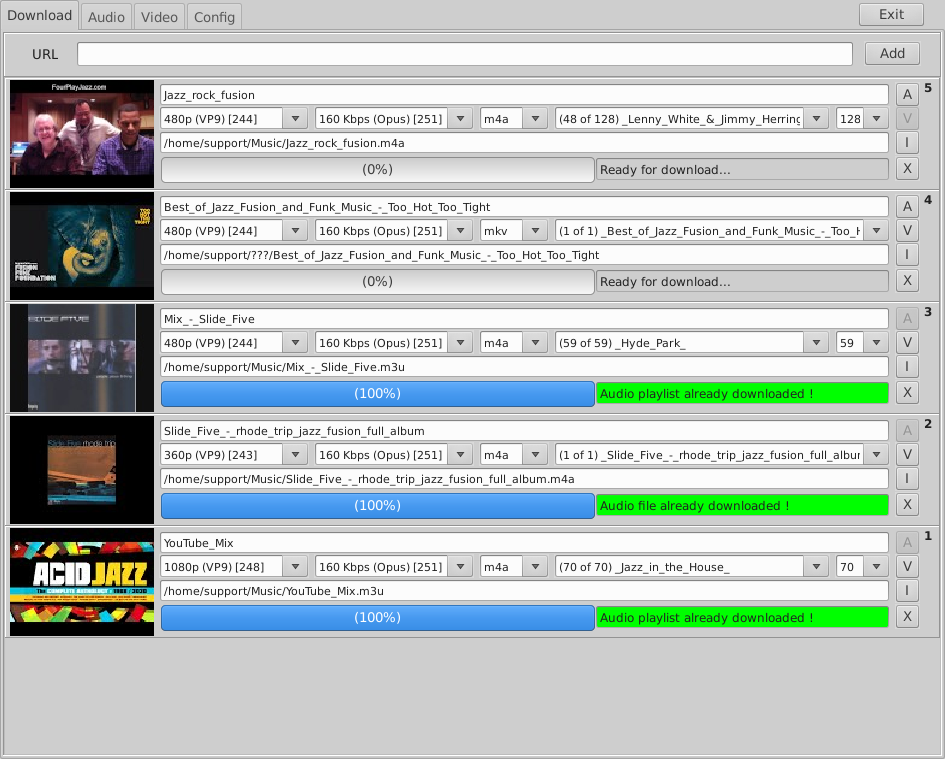 Download Audio Video Config Exit
URL Add
FourPlayJazz.com
Jazz_rock_fusion A 5
480p (VP9) [244] 160 Kbps (Opus) [251] m4a (48 of 128) _Lenny_White_&_Jimmy_Herring 128 V
/home/support/Music/Jazz_rock_fusion.m4a I
(0%) Ready for download... X
TOO HOT TOO TIGHT
Best_of_Jazz_Fusion_and_Funk_Music_-_Too_Hot_Too_Tight A 4
480p (VP9) [244] 160 Kbps (Opus) [251] mkv (1 of 1) _Best_of_Jazz_Fusion_and_Funk_Music_-_Too_H V
/home/support/???/Best_of_Jazz_Fusion_and_Funk_Music_-_Too_Hot_Too_Tight I
FUSION FUNK FOUNDATION!
(0%) Ready for download... X
SLIDE FIVE
Mix_-_Slide_Five A 3
480p (VP9) [244] 160 Kbps (Opus) [251] m4a (59 of 59) _Hyde_Park_ 59 V
/home/support/Music/Mix_-_Slide_Five.m3u I
(100%) Audio playlist already downloaded ! X
Slide_Five_-_rhode_trip_jazz_fusion_full_album A 2
360p (VP9) [243] 160 Kbps (Opus) [251] m4a (1 of 1) _Slide_Five_-_rhode_trip_jazz_fusion_full_albur V
Slide Five rhode trip
/home/support/Music/Slide_Five_-_rhode_trip_jazz_fusion_full_album.m4a I
(100%) Audio file already downloaded ! X
YouTube_Mix A 1
1080p (VP9) [248] 160 Kbps (Opus) [251] m4a (70 of 70) _Jazz_in_the_House_ 70 V
ACID JAZZ
/home/support/Music/YouTube_Mix.m3u I
THE COMPLETE ANTHOLOGY
(100%) Audio playlist already downloaded ! X